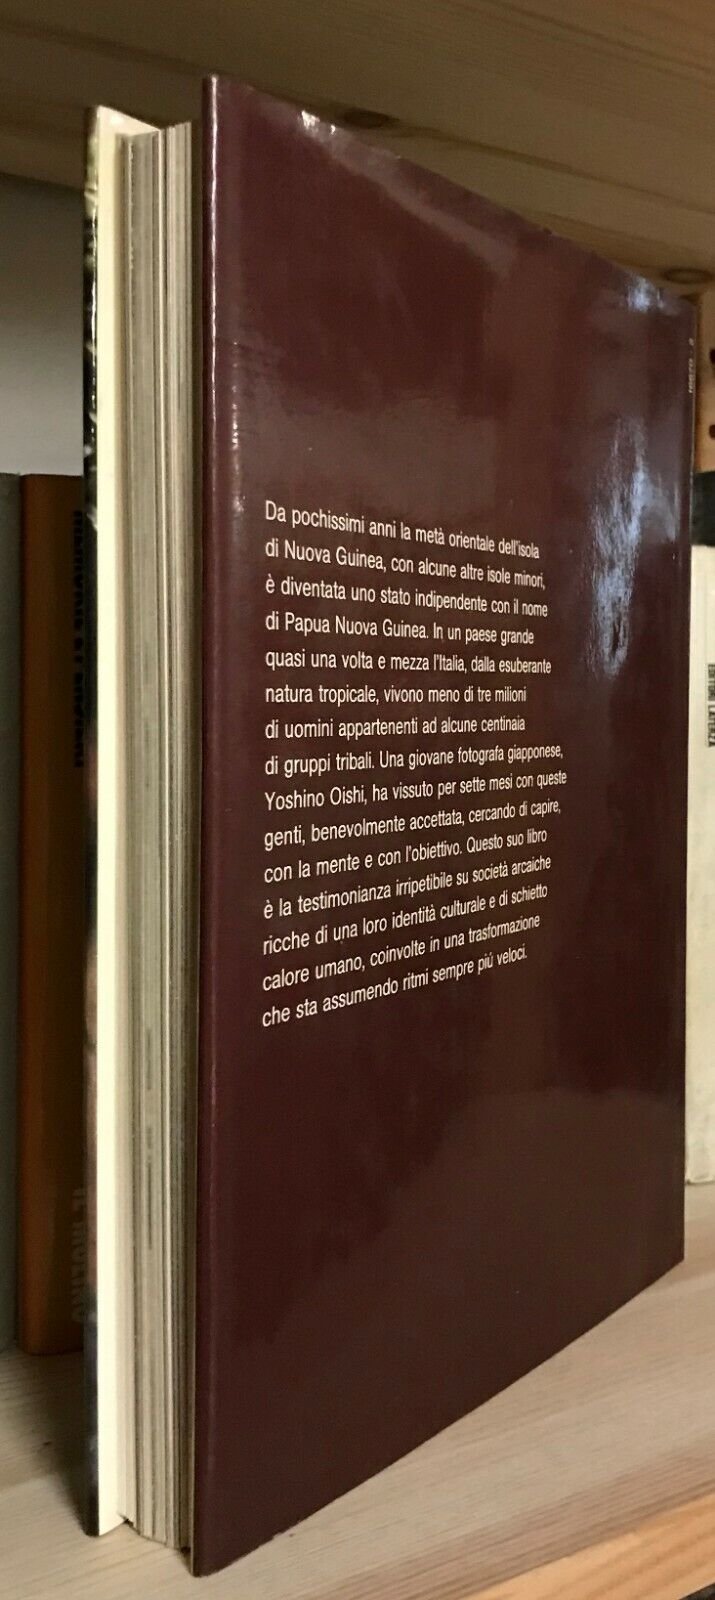 Da pochissimi anni la metà orientale dell'isola
di Nuova Guinea, con alcune altre isole minori,
è diventata uno stato indipendente con il nome
di Papua Nuova Guinea. In un paese grande
quasi una volta e mezza l'Italia, dalla esuberante
natura tropicale, vivono meno di tre milioni
di uomini appartenenti ad alcune centinaia
di gruppi tribali. Una giovane fotografa giapponese,
Yoshino Oishi, ha vissuto per sette mesi con queste
genti, benevolmente accettata, cercando di capire,
con la mente e con l'obiettivo. Questo suo libro
è la testimonianza irripetibile su società arcaiche
ricche di una loro identità culturale e di schietto
calore umano, coinvolte in una trasformazione
che sta assumendo ritmi sempre più veloci.
IL MULINO
EDITORI LATERZA